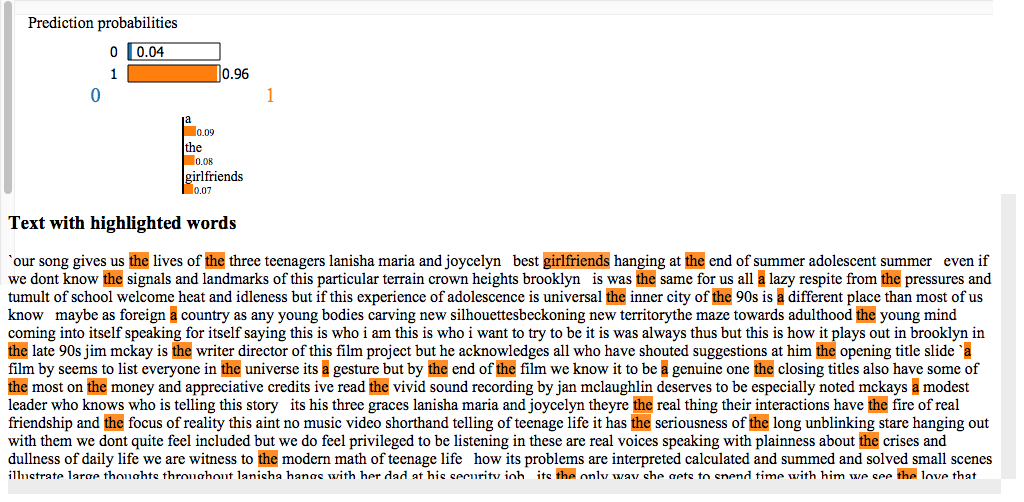 Prediction probabilities
0 0.04
1 0.96
0 1
a
0.09
the
0.08
girlfriends
0.07
Text with highlighted words
`our song gives us the lives of the three teenagers lanisha maria and joycelyn best girlfriends hanging at the end of summer adolescent summer even if
we dont know the signals and landmarks of this particular terrain crown heights brooklyn is was the same for us all a lazy respite from the pressures and
tumult of school welcome heat and idleness but if this experience of adolescence is universal the inner city of the 90s is a different place than most of us
know maybe as foreign a country as any young bodies carving new silhouettesbeckoning new territorythe maze towards adulthood the young mind
coming into itself speaking for itself saying this is who i am this is who i want to try to be it is was always thus but this is how it plays out in brooklyn in
the late 90s jim mckay is the writer director of this film project but he acknowledges all who have shouted suggestions at him the opening title slide `a
film by seems to list everyone in the universe its a gesture but by the end of the film we know it to be a genuine one the closing titles also have some of
the most on the money and appreciative credits ive read the vivid sound recording by jan mclaughlin deserves to be especially noted mckays a modest
leader who knows who is telling this story its his three graces lanisha maria and joycelyn theyre the real thing their interactions have the fire of real
friendship and the focus of reality this aint no music video shorthand telling of teenage life it has the seriousness of the long unblinking stare hanging out
with them we dont quite feel included but we do feel privileged to be listening in these are real voices speaking with plainness about the crises and
dullness of daily life we are witness to the modern math of teenage life how its problems are interpreted calculated and summed and solved small scenes
illustrate large thoughts throughout lanisha hangs with her dad at his security job its the only way she gets to spend time with him we see the love that